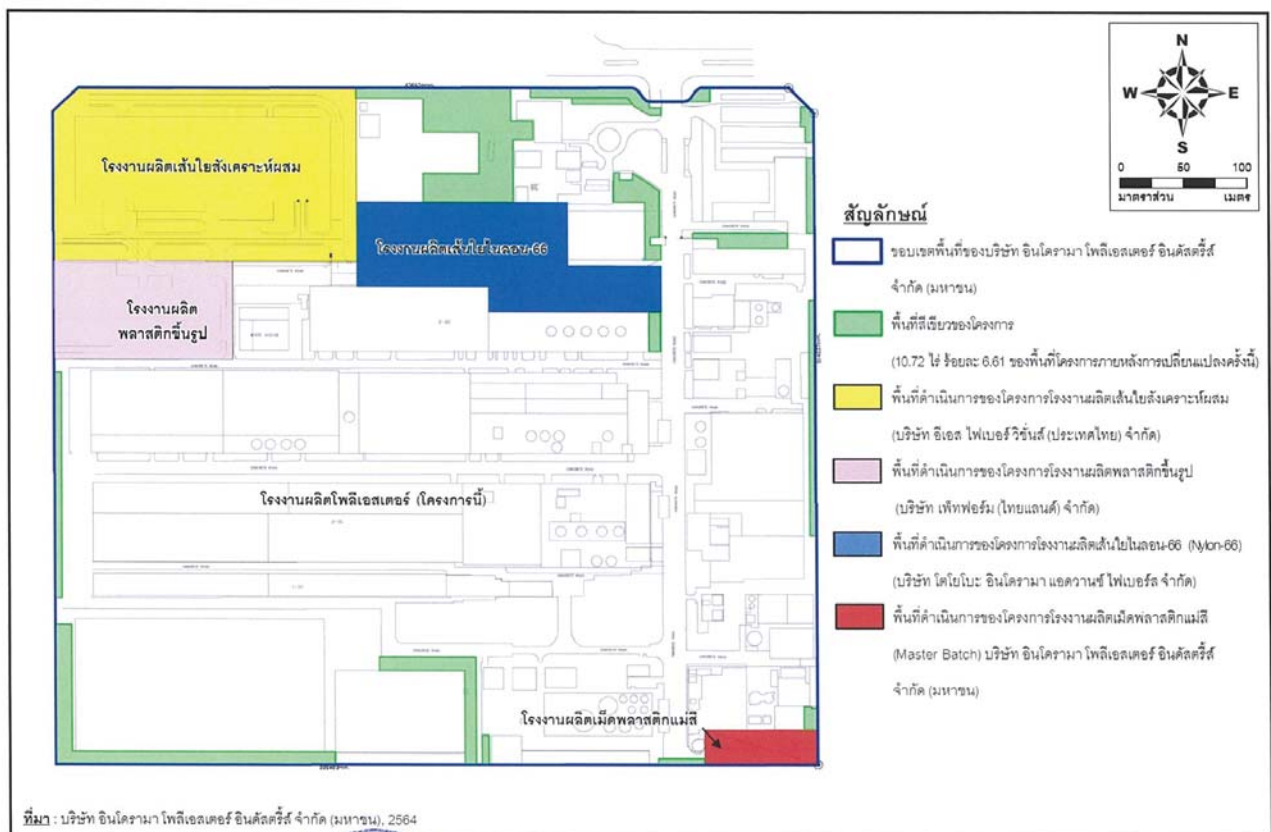 N
W E
S
0 50 100
มาตราส่วน เมตร
โรงงานผลิตเส้นใยสังเคราะห์ผสม
โรงงานผลิตเส้นใยไนลอน-66
โรงงานผลิต
พลาสติกขึ้นรูป
โรงงานผลิตโพลีเอสเตอร์ (โครงการนี้)
โรงงานผลิตเม็ดพลาสติกแม่สี
สัญลักษณ์
ขอบเขตพื้นที่ของบริษัท อินโดรามา โพลีเอสเตอร์ อินดัสตรี้ส์
จำกัด (มหาชน)
พื้นที่สีเขียวของโครงการ
(10.72 ไร่ ร้อยละ 6.61 ของพื้นที่โครงการภายหลังการเปลี่ยนแปลงครั้งนี้)
พื้นที่ดำเนินการของโครงการโรงงานผลิตเส้นใยสังเคราะห์ผสม
(บริษัท อีเอส ไฟเบอร์ วิชั่นส์ (ประเทศไทย) จำกัด)
พื้นที่ดำเนินการของโครงการโรงงานผลิตพลาสติกขึ้นรูป
(บริษัท เพ็ทฟอร์ม (ไทยแลนด์) จำกัด)
พื้นที่ดำเนินการของโครงการโรงงานผลิตเส้นใยไนลอน-66 (Nylon-66)
(บริษัท โตโยโบะ อินโดรามา แอดวานซ์ ไฟเบอร์ส จำกัด)
พื้นที่ดำเนินการของโครงการโรงงานผลิตเม็ดพลาสติกแม่สี
(Master Batch) บริษัท อินโดรามา โพลีเอสเตอร์ อินดัสตรี้ส์
จำกัด (มหาชน)
ที่มา : บริษัท อินโดรามา โพลีเอสเตอร์ อินดัสตรี้ส์ จำกัด (มหาชน), 2564